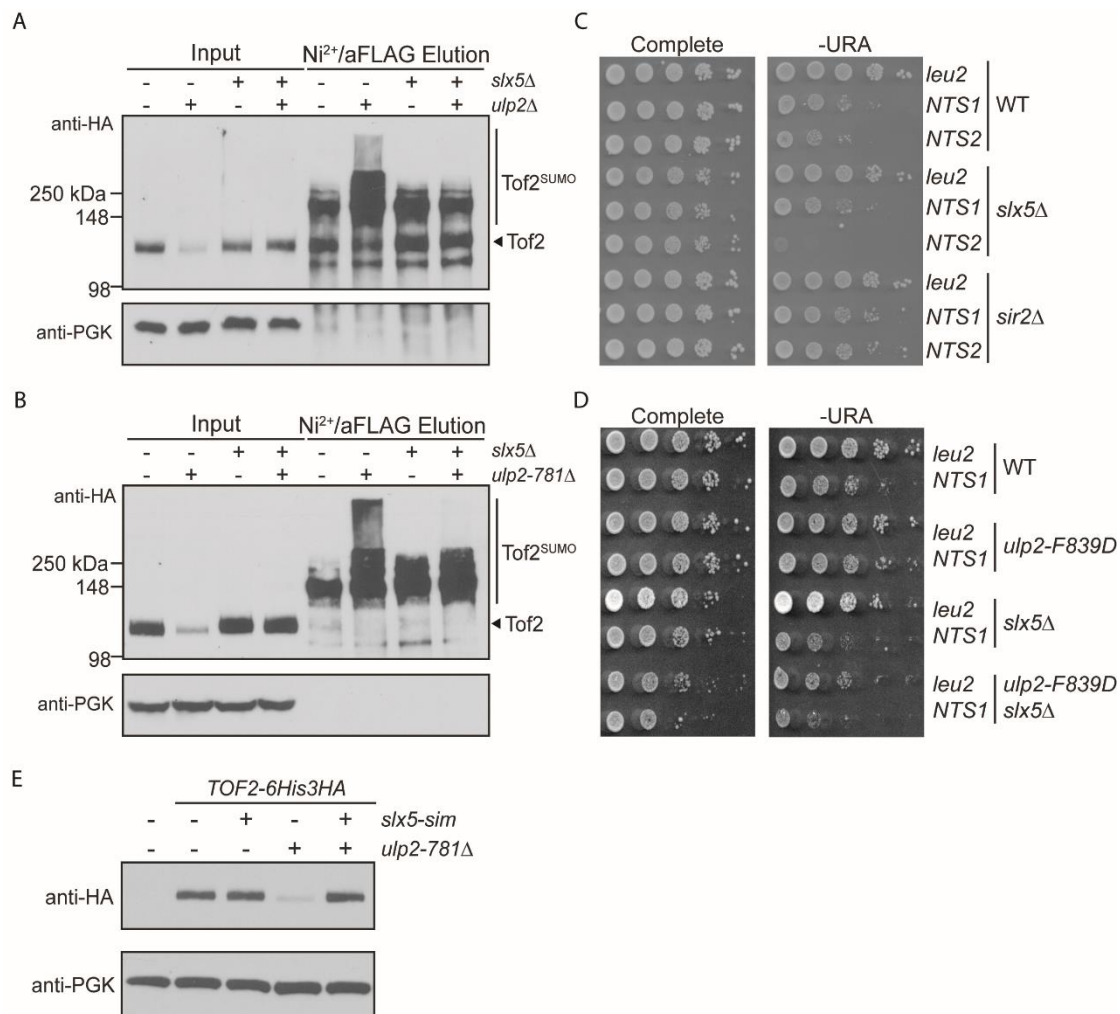 A
Input
Ni2+/aFLAG Elution
- - + + - - + + slx5Δ
- + - + - + - + ulp2Δ
anti-HA
250 kDa
148
98
Tof2SUMO
Tof2
anti-PGK
B
Input
Ni2+/aFLAG Elution
- - + + - - + + slx5Δ
- + - + - + - + ulp2-781Δ
anti-HA
250 kDa
148
98
Tof2SUMO
Tof2
anti-PGK
C
Complete
-URA
leu2
NTS1
NTS2
WT
leu2
NTS1
NTS2
slx5Δ
leu2
NTS1
NTS2
sir2Δ
D
Complete
-URA
leu2
NTS1
WT
leu2
NTS1
ulp2-F839D
leu2
NTS1
slx5Δ
leu2
NTS1
ulp2-F839D
slx5Δ
E
TOF2-6His3HA
- - + - + slx5-sim
- - - + + ulp2-781Δ
anti-HA
anti-PGK